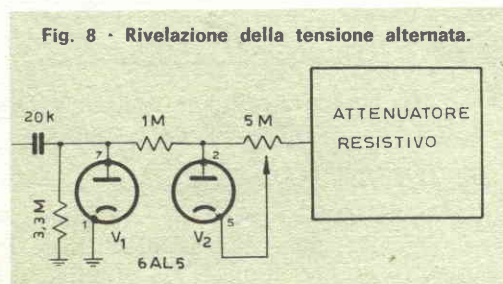 Fig. 8 · Rivelazione della tensione alternata.
20k
1M
5M
ATTENUATORE
RESISTIVO
7
2
3,3M
1
5
V1
V2
6AL5